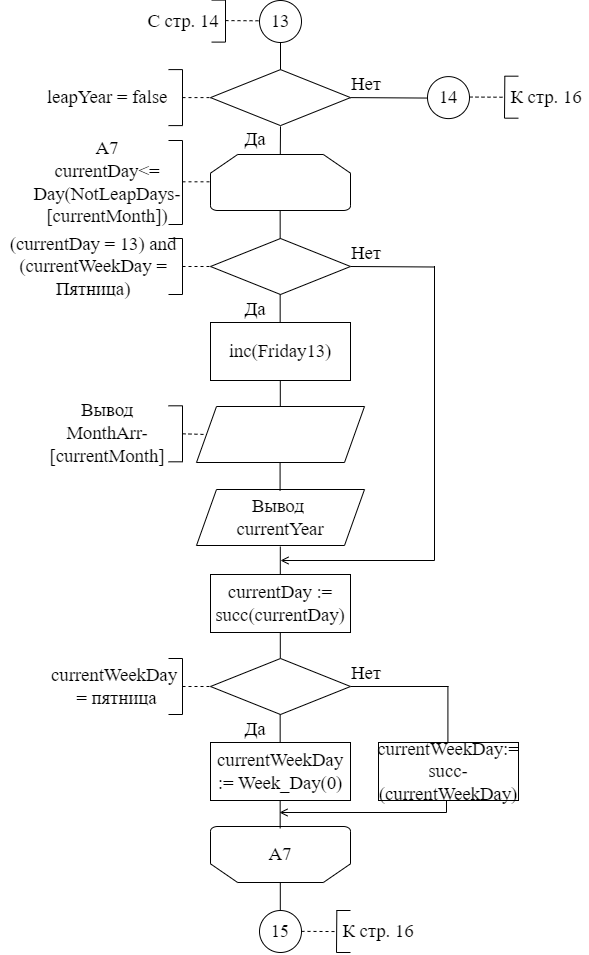 С стр. 14
13
leapYear = false
Нет
14
К стр. 16
Да
A7
currentDay<=
Day(NotLeapDays-
[currentMonth])
(currentDay = 13) and
(currentWeekDay =
Пятница)
Нет
Да
inc(Friday13)
Вывод
MonthArr-
[currentMonth]
Вывод
currentYear
currentDay :=
succ(currentDay)
currentWeekDay
= пятница
Нет
Да
currentWeekDay
:= Week_Day(0)
currentWeekDay:=
succ-
(currentWeekDay)
A7
15
К стр. 16